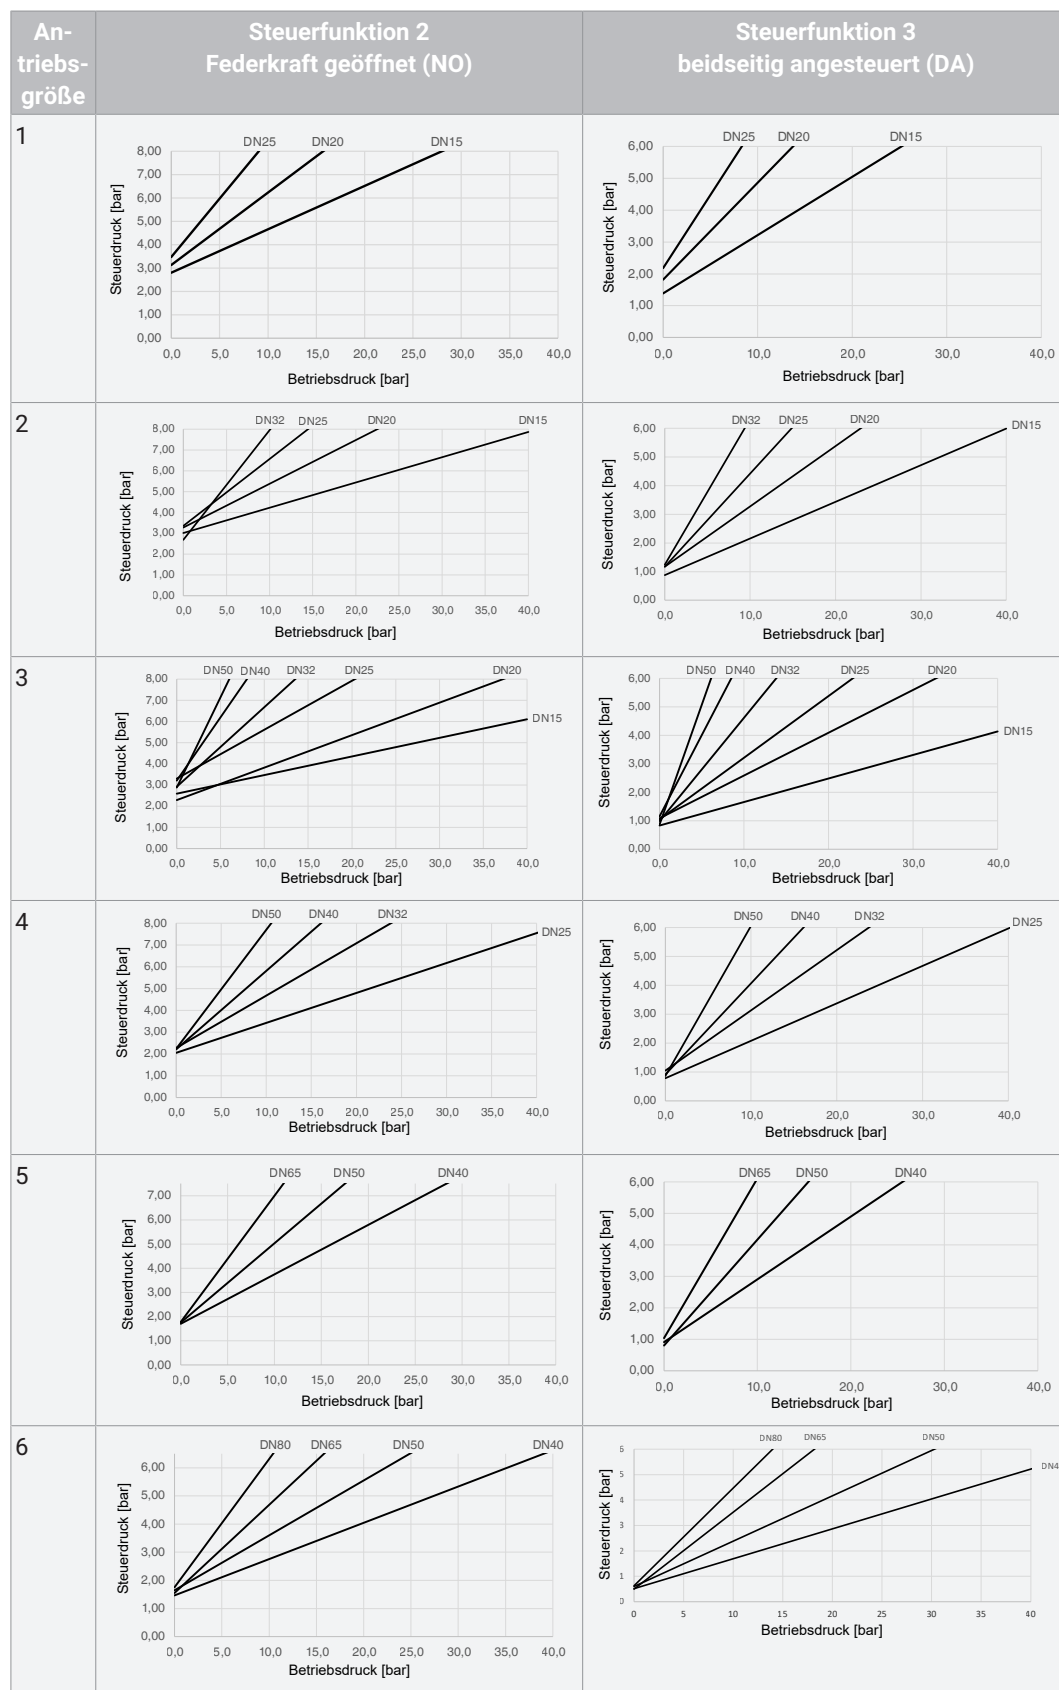 An-
triebs-
größe
Steuerfunktion 2
Federkraft geöffnet (NO)
Steuerfunktion 3
beidseitig angesteuert (DA)
1
DN25 DN20 DN15
8,00
7,00
6,00
5,00
4,00
3,00
2,00
1,00
0,00
Steuerdruck [bar]
0,0 5,0 10,0 15,0 20,0 25,0 30,0 35,0 40,0
Betriebsdruck [bar]
DN25 DN20 DN15
6,00
5,00
4,00
3,00
2,00
1,00
0,00
Steuerdruck [bar]
0,0 10,0 20,0 30,0 40,0
Betriebsdruck [bar]
2
DN32 DN25 DN20 DN15
8,00
7,00
6,00
5,00
4,00
3,00
2,00
1,00
0,00
Steuerdruck [bar]
0,0 5,0 10,0 15,0 20,0 25,0 30,0 35,0 40,0
Betriebsdruck [bar]
DN32 DN25 DN20 DN15
6,00
5,00
4,00
3,00
2,00
1,00
0,00
Steuerdruck [bar]
0,0 10,0 20,0 30,0 40,0
Betriebsdruck [bar]
3
DN50 DN40 DN32 DN25 DN20
DN15
8,00
7,00
6,00
5,00
4,00
3,00
2,00
1,00
0,00
Steuerdruck [bar]
0,0 5,0 10,0 15,0 20,0 25,0 30,0 35,0 40,0
Betriebsdruck [bar]
DN50 DN40 DN32 DN25 DN20
DN15
6,00
5,00
4,00
3,00
2,00
1,00
0,00
Steuerdruck [bar]
0,0 10,0 20,0 30,0 40,0
Betriebsdruck [bar]
4
DN50 DN40 DN32
DN25
8,00
7,00
6,00
5,00
4,00
3,00
2,00
1,00
0,00
Steuerdruck [bar]
0,0 5,0 10,0 15,0 20,0 25,0 30,0 35,0 40,0
Betriebsdruck [bar]
DN50 DN40 DN32
DN25
6,00
5,00
4,00
3,00
2,00
1,00
0,00
Steuerdruck [bar]
0,0 10,0 20,0 30,0 40,0
Betriebsdruck [bar]
5
DN65 DN50 DN40
7,00
6,00
5,00
4,00
3,00
2,00
1,00
0,00
Steuerdruck [bar]
0,0 5,0 10,0 15,0 20,0 25,0 30,0 35,0 40,0
Betriebsdruck [bar]
DN65 DN50 DN40
6,00
5,00
4,00
3,00
2,00
1,00
0,00
Steuerdruck [bar]
0,0 10,0 20,0 30,0 40,0
Betriebsdruck [bar]
6
DN80 DN65 DN50 DN40
6,00
5,00
4,00
3,00
2,00
1,00
0,00
Steuerdruck [bar]
0,0 5,0 10,0 15,0 20,0 25,0 30,0 35,0 40,0
Betriebsdruck [bar]
DN80 DN65 DN50
DN4
6
5
4
3
2
1
0
Steuerdruck [bar]
0 5 10 15 20 25 30 35 40
Betriebsdruck [bar]